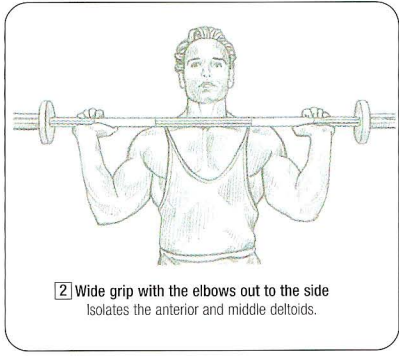 2 Wide grip with the elbows out to the side
Isolates the anterior and middle deltoids.